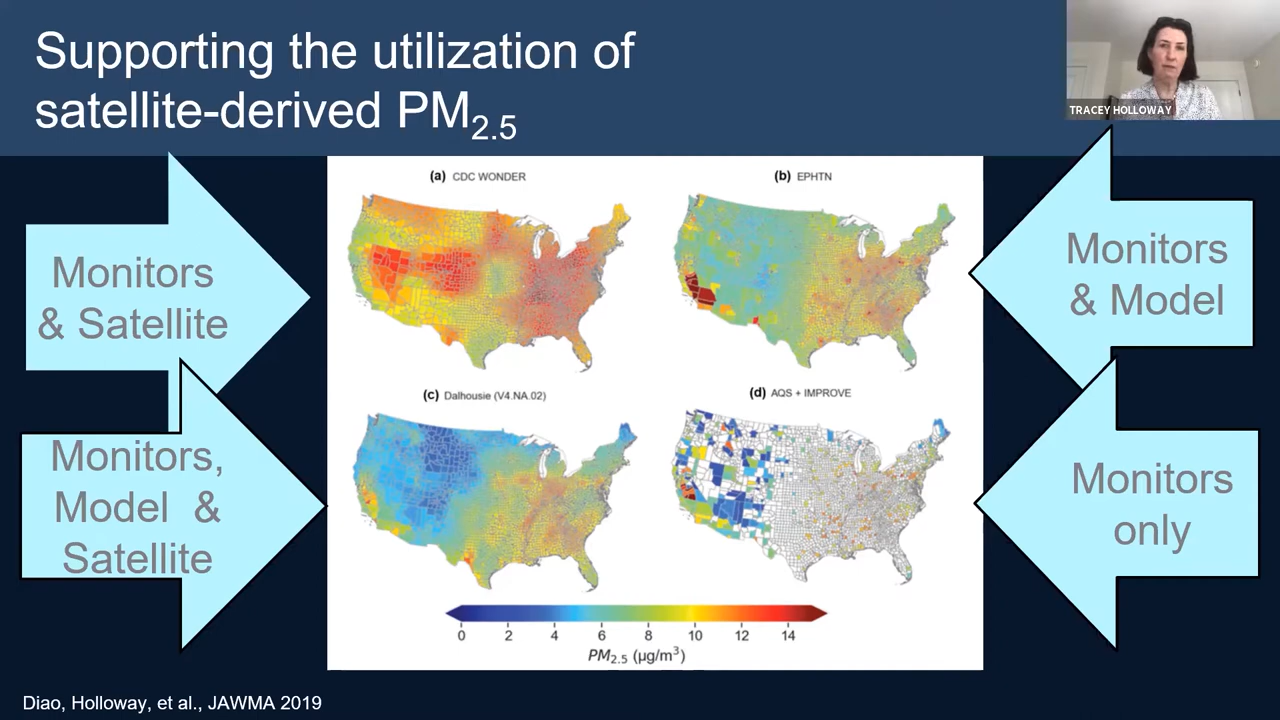 Supporting the utilization of
satellite-derived PM2.5
TRACEY HOLLOWAY
Monitors
& Satellite
Monitors,
Model &
Satellite
(a) CDC WONDER
(b) EPHTN
(c) Dalhousie (V4.NA.02)
(d) AQS + IMPROVE
0 2 4 6 8 10 12 14
PM2.5 (µg/m³)
Monitors
& Model
Monitors
only
Diao, Holloway, et al., JAWMA 2019